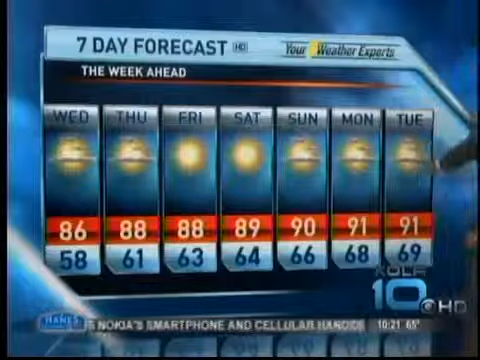 7 DAY FORECAST HD
Your Weather Experts
THE WEEK AHEAD
WED THU FRI SAT SUN MON TUE
86 88 88 89 90 91 91
58 61 63 64 66 68 69
10 HD
NOKIA'S SMARTPHONE AND CELLULAR HANDSE 10:21 65°